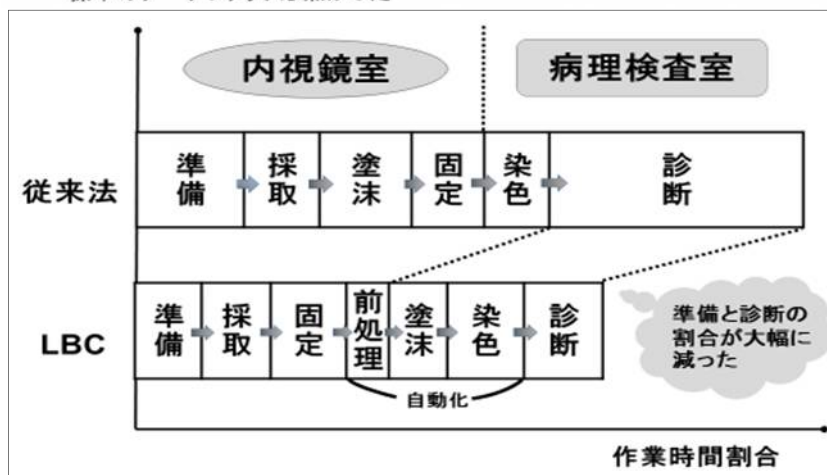 内視鏡室
病理検査室
従来法
準備
採取
塗沫
固定
染色
診断
LBC
準備
採取
固定
前処理
塗沫
染色
診断
自動化
準備と診断の
割合が大幅に
減った
作業時間割合